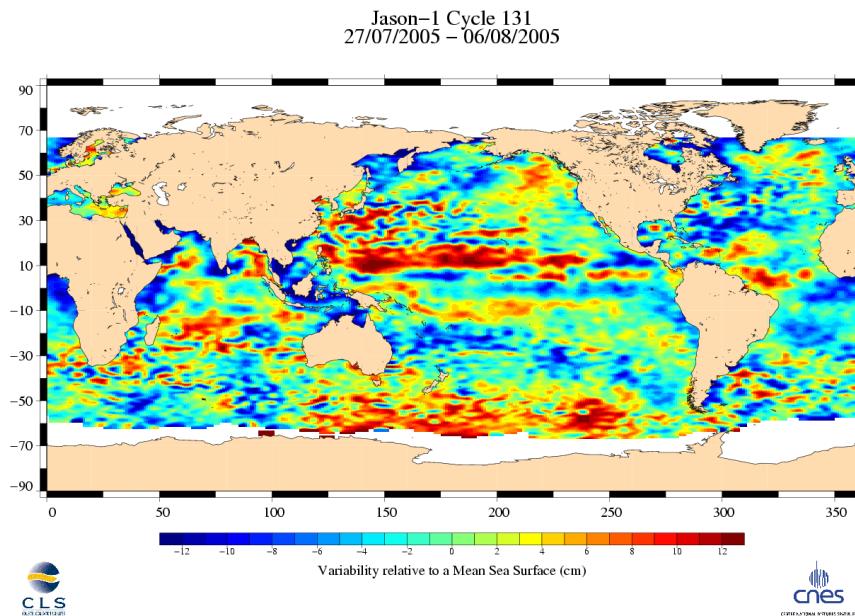 Jason−1 Cycle 131
27/07/2005 − 06/08/2005
90
70
50
30
10
−10
−30
−50
−70
−90
0 50 100 150 200 250 300 350
−12 −10 −8 −6 −4 −2 0 2 4 6 8 10 12
Variability relative to a Mean Sea Surface (cm)
CLS
cnes